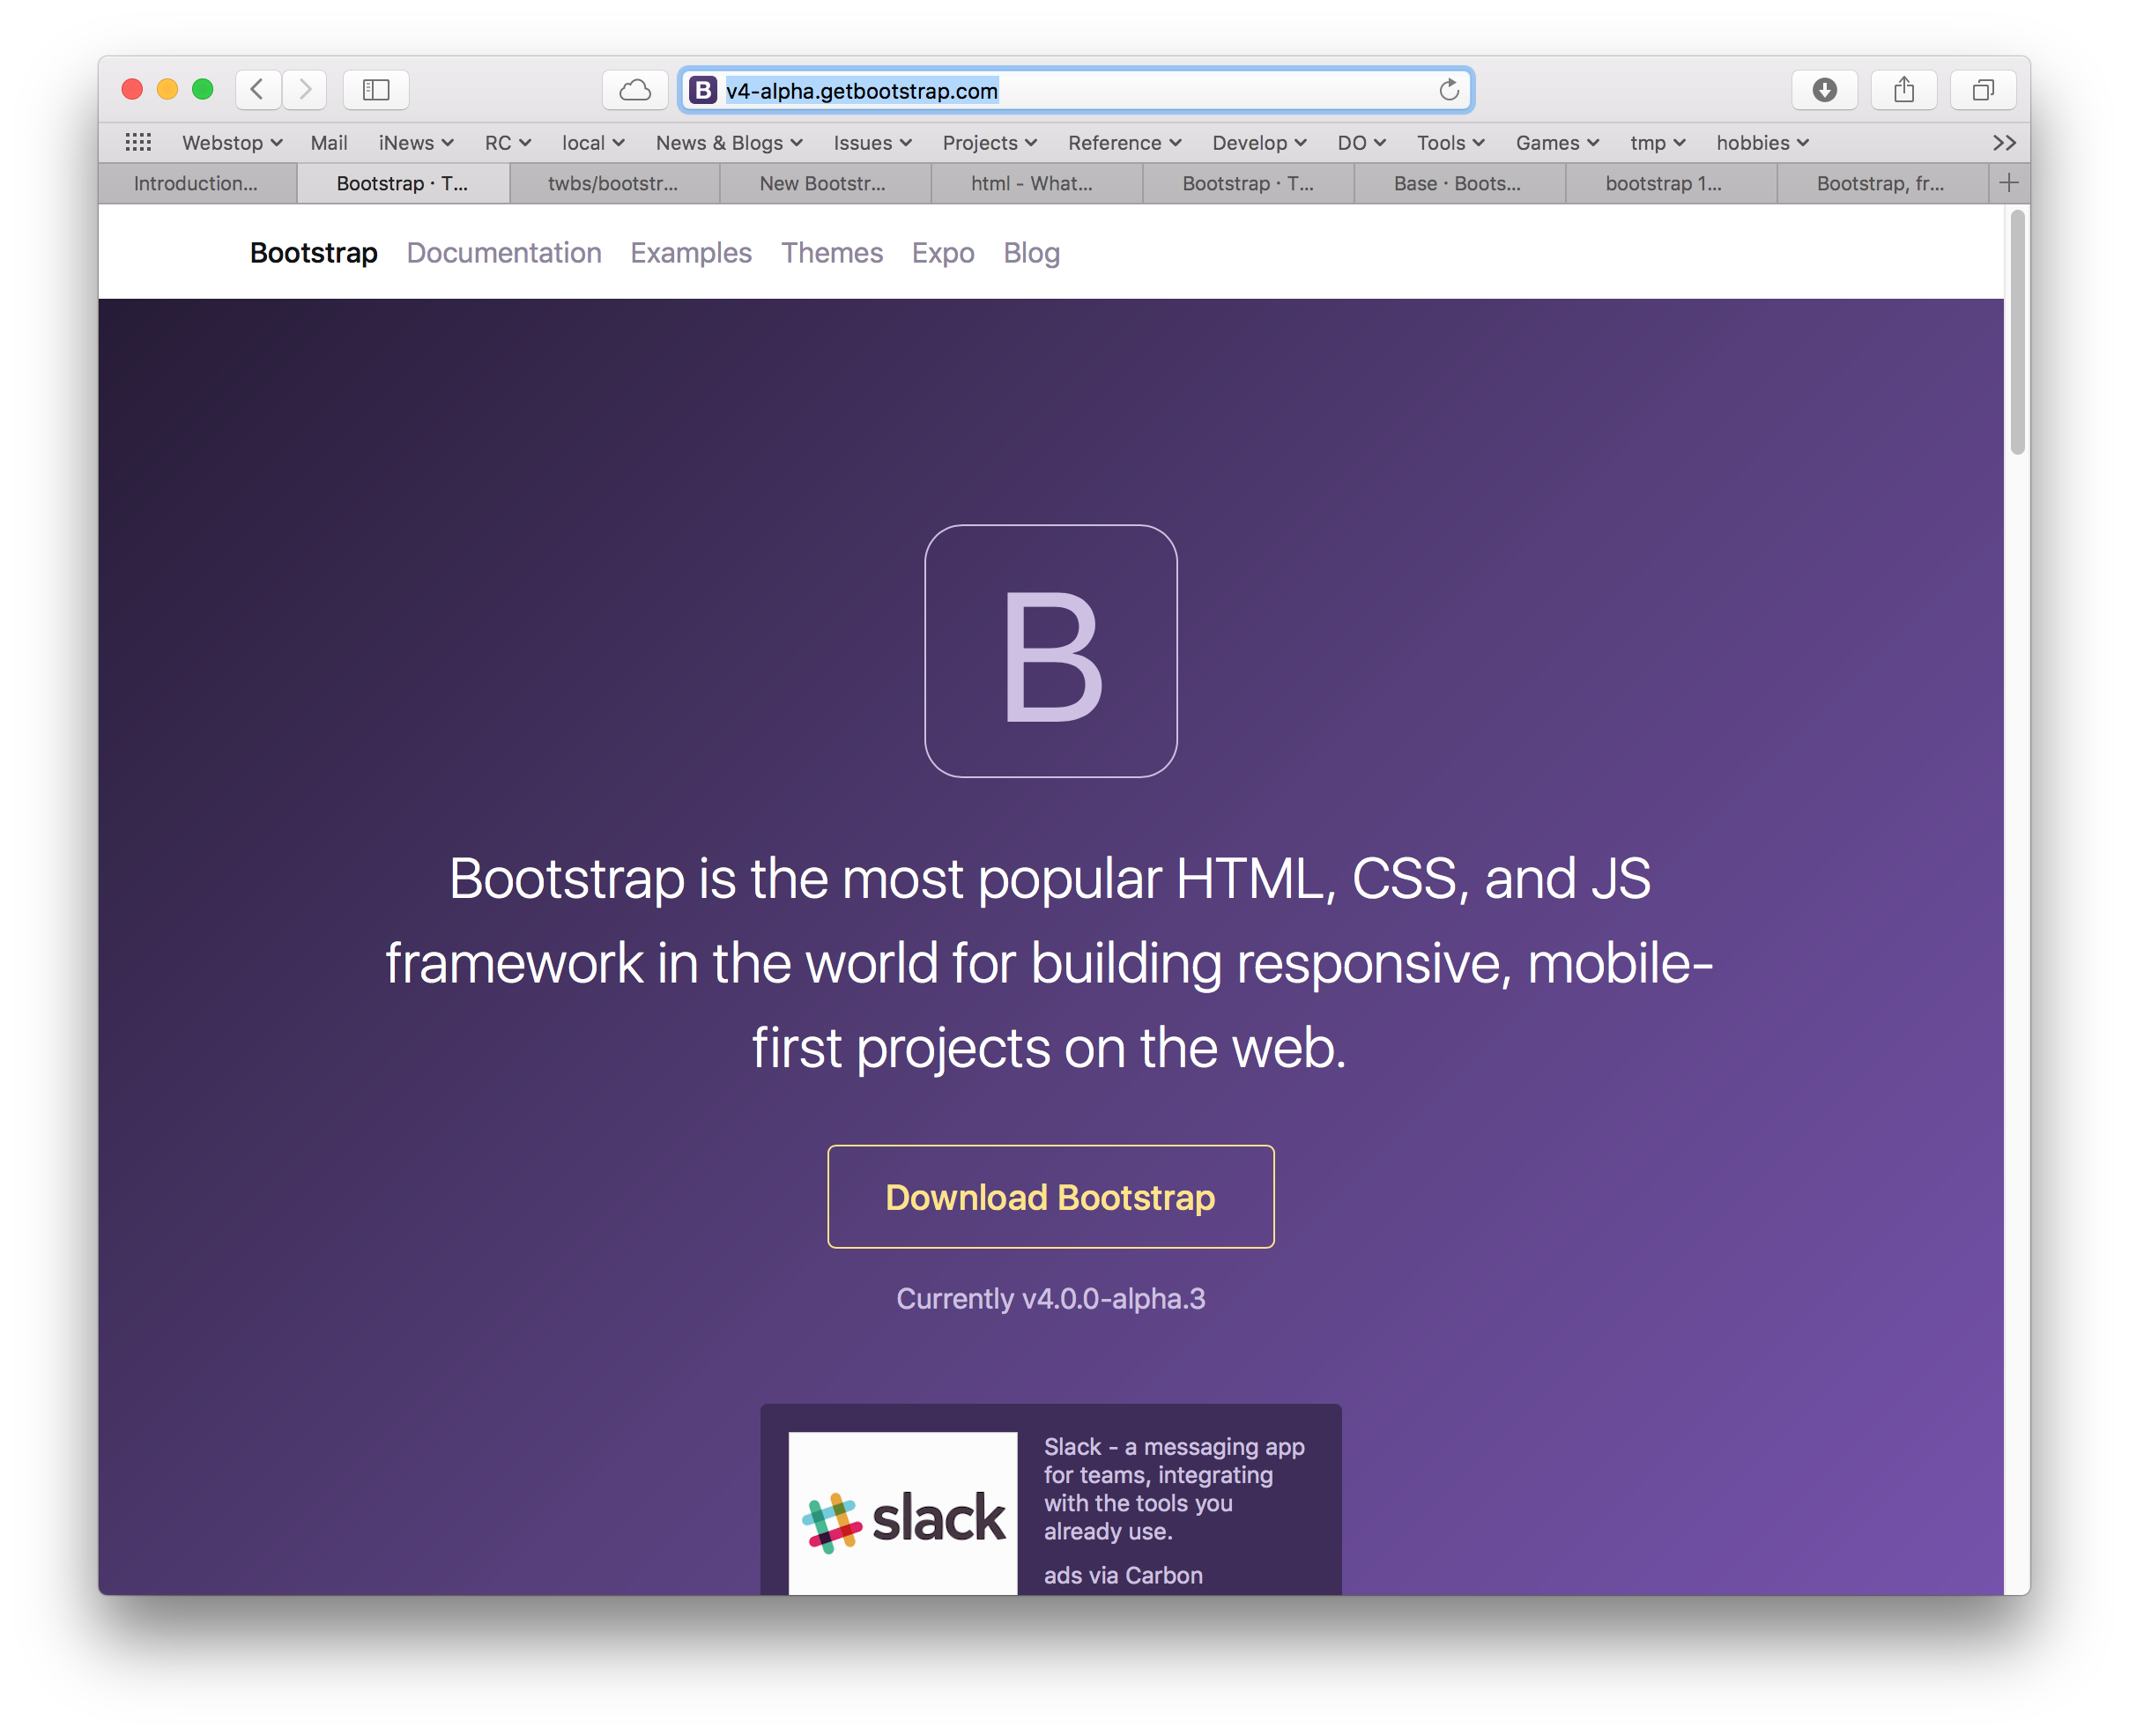 B v4-alpha.getbootstrap.com
Webstop Mail iNews RC local News & Blogs Issues Projects Reference Develop DO Tools Games tmp hobbies
Introduction... Bootstrap · T... twbs/bootstr... New Bootstr... html - What... Bootstrap · T... Base · Boots... bootstrap 1... Bootstrap, fr...
Bootstrap Documentation Examples Themes Expo Blog
B
Bootstrap is the most popular HTML, CSS, and JS
framework in the world for building responsive, mobile-
first projects on the web.
Download Bootstrap
Currently v4.0.0-alpha.3
slack
Slack - a messaging app
for teams, integrating
with the tools you
already use.
ads via Carbon